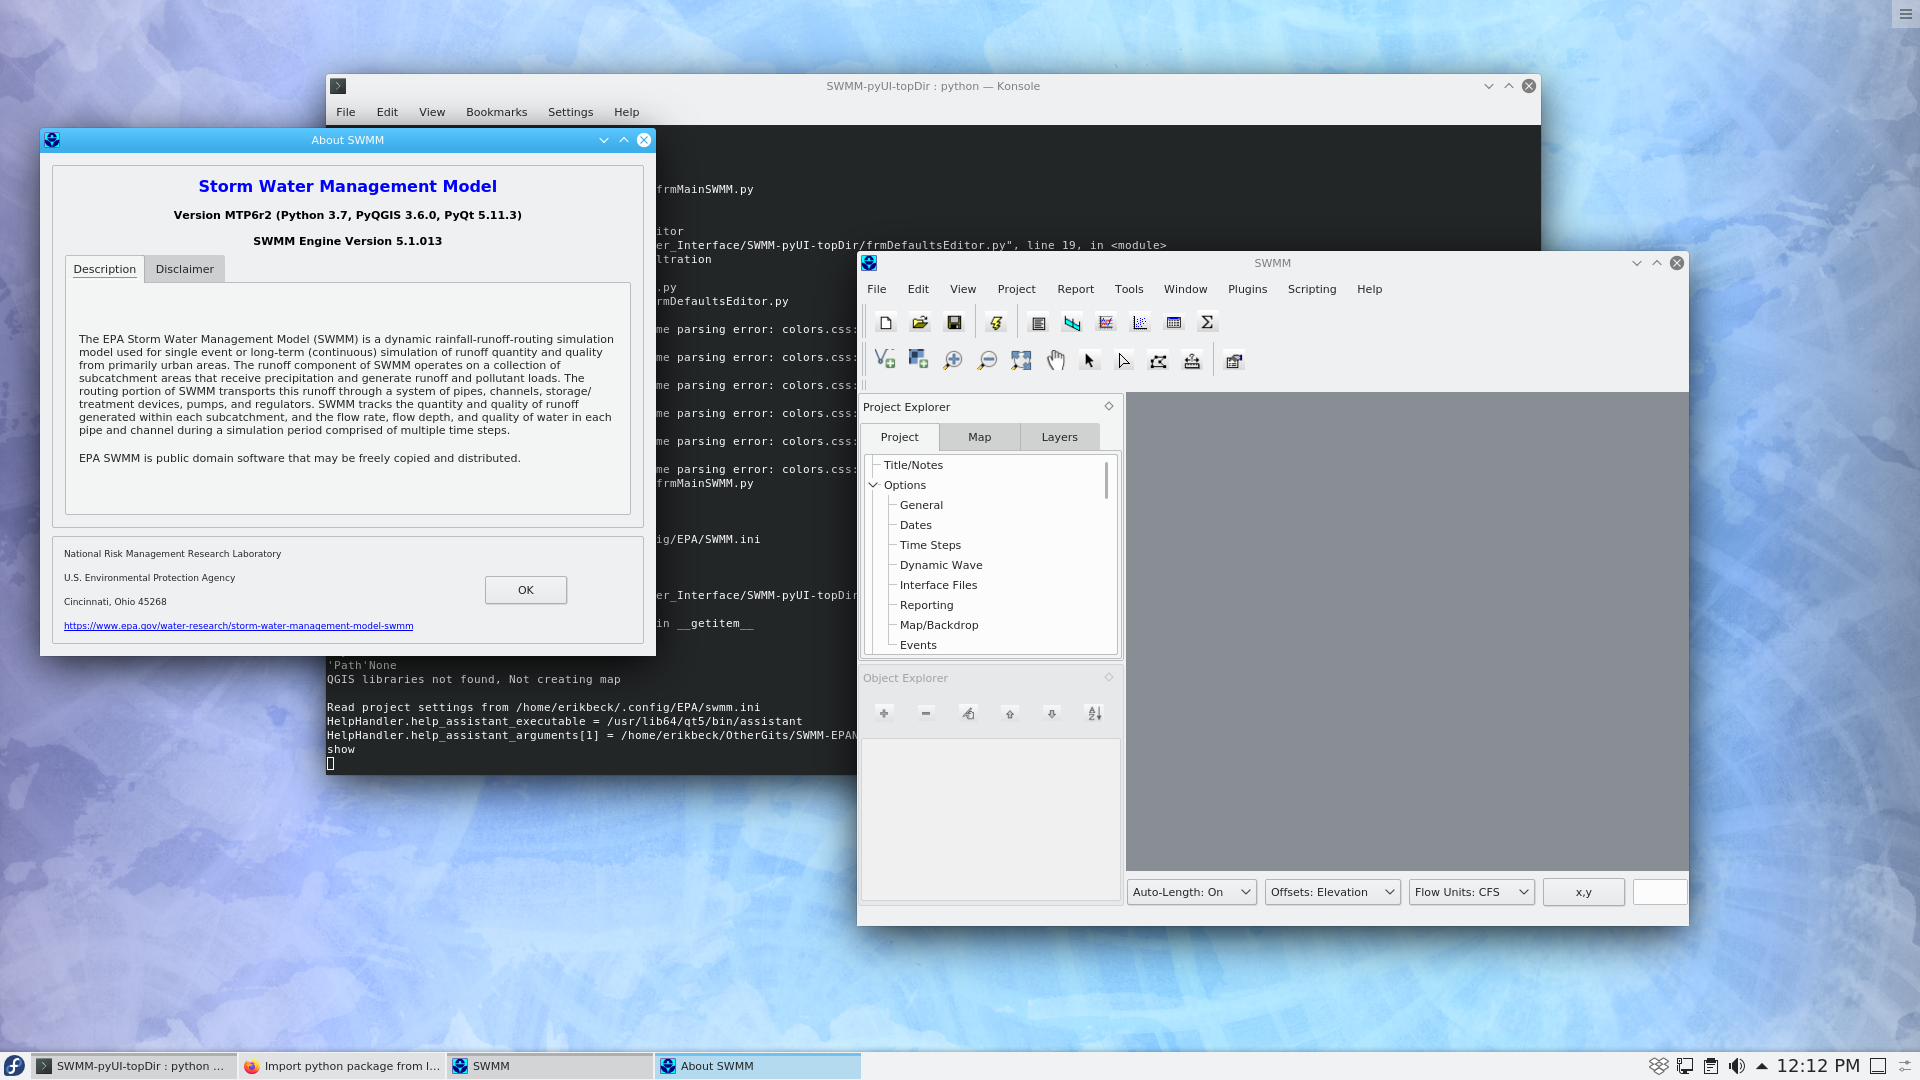 SWMM-pyUI-topDir : python — Konsole
File Edit View Bookmarks Settings Help
frmMainSWMM.py
itor
er_Interface/SWMM-pyUI-topDir/frmDefaultsEditor.py", line 19, in <module>
ltration
.py
rmDefaultsEditor.py
me parsing error: colors.css:
me parsing error: colors.css:
me parsing error: colors.css:
me parsing error: colors.css:
me parsing error: colors.css:
me parsing error: colors.css:
frmMainSWMM.py
ig/EPA/SWMM.ini
er_Interface/SWMM-pyUI-topDir
in __getitem__
'Path'None
QGIS libraries not found, Not creating map
Read project settings from /home/erikbeck/.config/EPA/swmm.ini
HelpHandler.help_assistant_executable = /usr/lib64/qt5/bin/assistant
HelpHandler.help_assistant_arguments[1] = /home/erikbeck/OtherGits/SWMM-EPAN
show
About SWMM
Storm Water Management Model
Version MTP6r2 (Python 3.7, PyQGIS 3.6.0, PyQt 5.11.3)
SWMM Engine Version 5.1.013
Description Disclaimer
The EPA Storm Water Management Model (SWMM) is a dynamic rainfall-runoff-routing simulation
model used for single event or long-term (continuous) simulation of runoff quantity and quality
from primarily urban areas. The runoff component of SWMM operates on a collection of
subcatchment areas that receive precipitation and generate runoff and pollutant loads. The
routing portion of SWMM transports this runoff through a system of pipes, channels, storage/
treatment devices, pumps, and regulators. SWMM tracks the quantity and quality of runoff
generated within each subcatchment, and the flow rate, flow depth, and quality of water in each
pipe and channel during a simulation period comprised of multiple time steps.
EPA SWMM is public domain software that may be freely copied and distributed.
National Risk Management Research Laboratory
U.S. Environmental Protection Agency
Cincinnati, Ohio 45268
https://www.epa.gov/water-research/storm-water-management-model-swmm
OK
SWMM
File Edit View Project Report Tools Window Plugins Scripting Help
Project Explorer
Project Map Layers
Title/Notes
Options
General
Dates
Time Steps
Dynamic Wave
Interface Files
Reporting
Map/Backdrop
Events
Object Explorer
Auto-Length: On Offsets: Elevation Flow Units: CFS x,y
SWMM-pyUI-topDir : python ... Import python package from l... SWMM About SWMM 12:12 PM